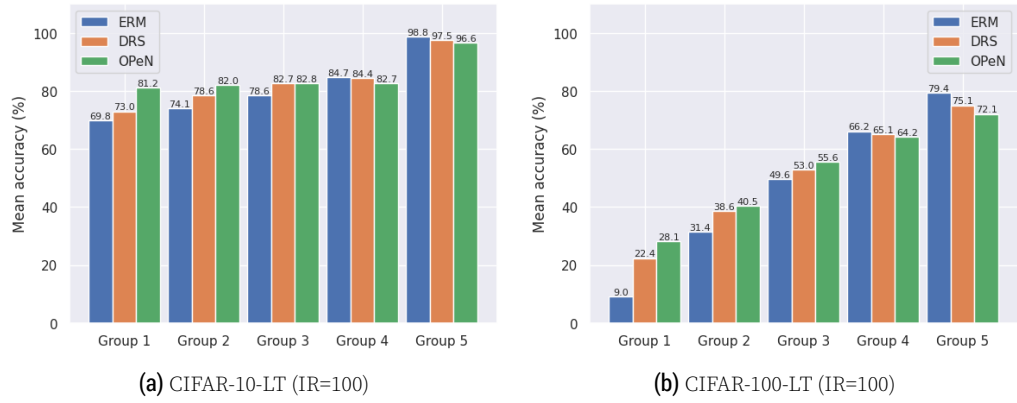 ERM
DRS
OPeN
Mean accuracy (%)
100
80
60
40
20
0
69.8 73.0 81.2
74.1 78.6 82.0
78.6 82.7 82.8
84.7 84.4 82.7
98.8 97.5 96.6
Group 1 Group 2 Group 3 Group 4 Group 5
(a) CIFAR-10-LT (IR=100)
ERM
DRS
OPeN
Mean accuracy (%)
100
80
60
40
20
0
9.0 22.4 28.1
31.4 38.6 40.5
49.6 53.0 55.6
66.2 65.1 64.2
79.4 75.1 72.1
Group 1 Group 2 Group 3 Group 4 Group 5
(b) CIFAR-100-LT (IR=100)